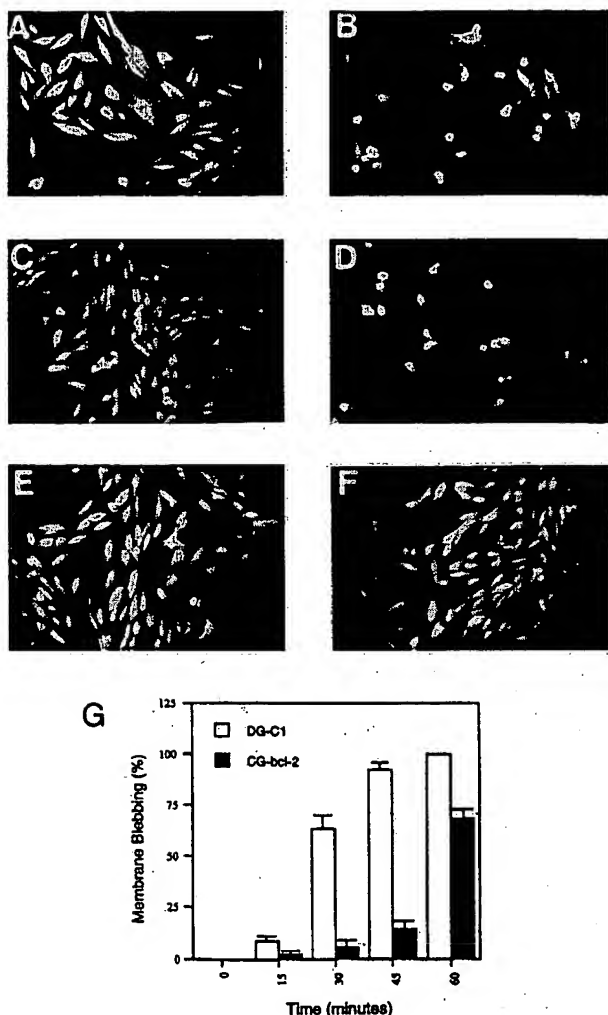 A
B
C
D
E
F
G
125
100
75
50
25
0
Membrane Blebbing (%)
DG-C1
CG-bcl-2
0
15
30
45
60
Time (minutes)